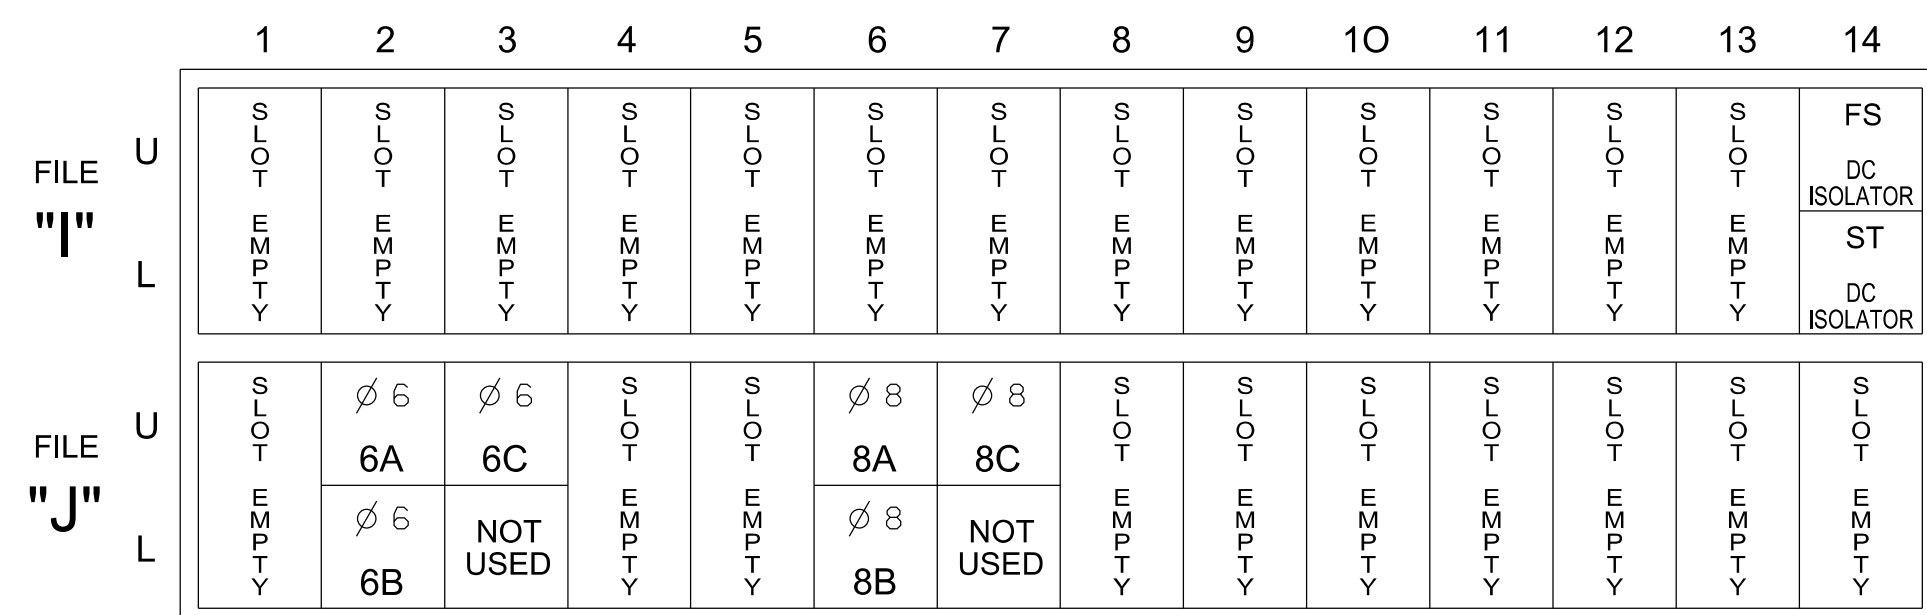 1 2 3 4 5 6 7 8 9 1O 11 12 13 14
FILE "I"
U
L
SLOT EMPTY
SLOT EMPTY
SLOT EMPTY
SLOT EMPTY
SLOT EMPTY
SLOT EMPTY
SLOT EMPTY
SLOT EMPTY
SLOT EMPTY
SLOT EMPTY
SLOT EMPTY
SLOT EMPTY
SLOT EMPTY
FS
DC
ISOLATOR
ST
DC
ISOLATOR
FILE "J"
U
L
SLOT EMPTY
∅ 6
6A
∅ 6
6B
∅ 6
6C
NOT
USED
SLOT EMPTY
SLOT EMPTY
∅ 8
8A
∅ 8
8B
∅ 8
8C
NOT
USED
SLOT EMPTY
SLOT EMPTY
SLOT EMPTY
SLOT EMPTY
SLOT EMPTY
SLOT EMPTY
SLOT EMPTY